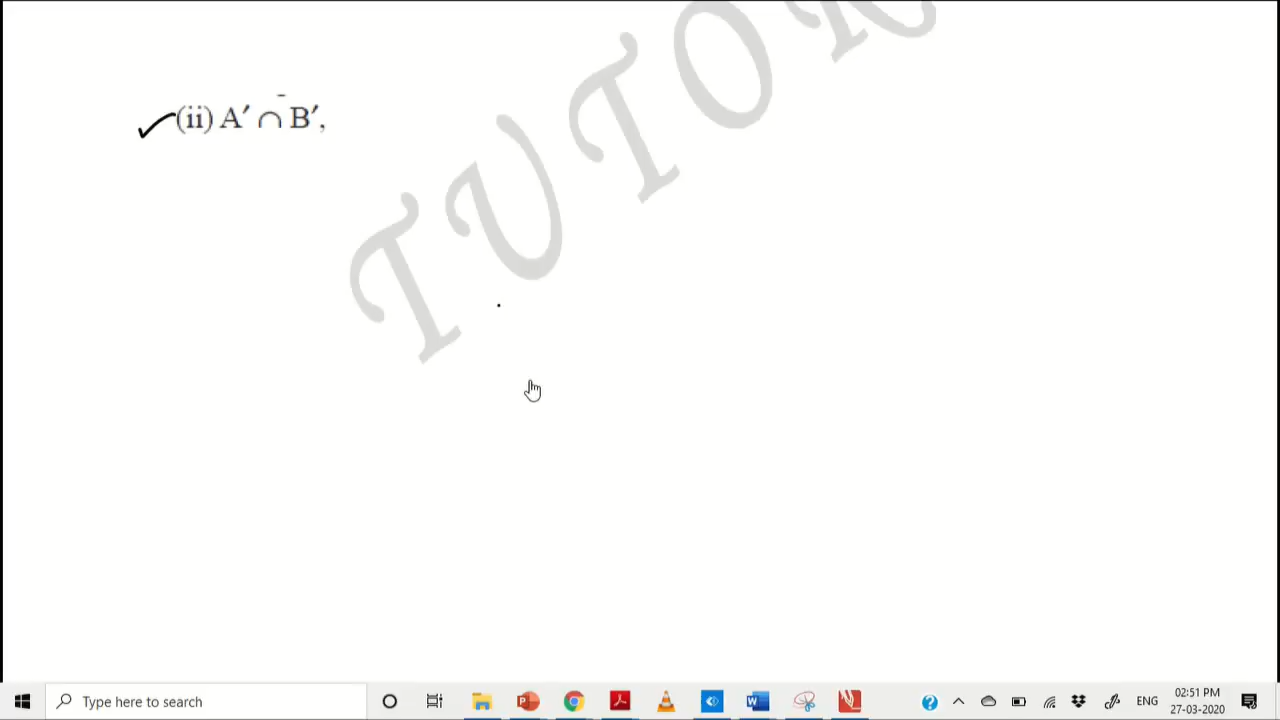 TUTOR
(ii) A′ ∩ B′,
Type here to search
ENG
02:51 PM
27-03-2020